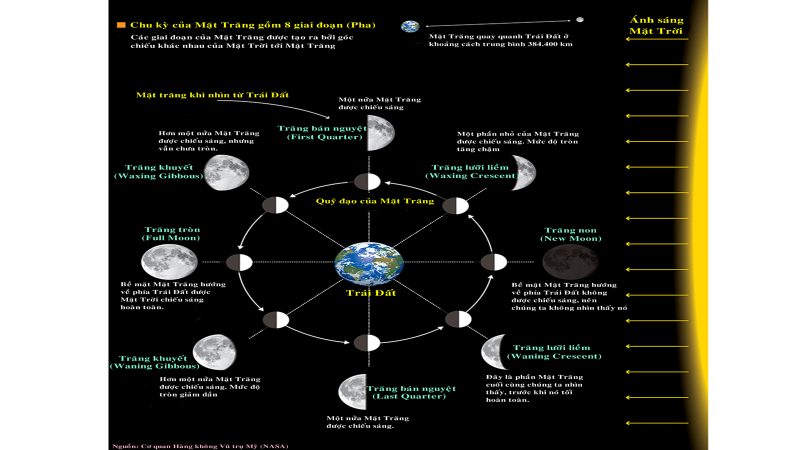 Chu kỳ của Mặt Trăng gồm 8 giai đoạn (Pha)
Các giai đoạn của Mặt Trăng được tạo ra bởi góc
chiếu khác nhau của Mặt Trời tới Mặt Trăng
Mặt Trăng quay quanh Trái Đất ở
khoảng cách trung bình 384.400 km
Ánh sáng
Mặt Trời
Mặt trăng khi nhìn từ Trái Đất
Một nửa Mặt Trăng
được chiếu sáng
Trăng bán nguyệt
(First Quarter)
Hơn một nửa Mặt Trăng
được chiếu sáng, nhưng
vẫn chưa tròn.
Trăng khuyết
(Waxing Gibbous)
Một phần nhỏ của Mặt Trăng
được chiếu sáng. Mức độ tròn
tăng chậm
Trăng lưỡi liềm
(Waxing Crescent
Quỹ đạo của Mặt Trăng
Trăng tròn
(Full Moon)
Bề mặt Mặt Trăng hướng
về phía Trái Đất được
Mặt Trời chiếu sáng
hoàn toàn.
Trái Đất
Trăng non
(New Moon)
Bề mặt Mặt Trăng hướng
về phía Trái Đất không
được chiếu sáng, nên
chúng ta không nhìn thấy nó
Trăng khuyết
(Waning Gibbous)
Hơn một nửa Mặt Trăng
được chiếu sáng. Mức độ
tròn giảm dần
Trăng bán nguyệt
(Last Quarter)
Một nửa Mặt Trăng
được chiếu sáng.
Trăng lưỡi liềm
(Waning Crescent)
Đây là phần Mặt Trăng
cuối cùng chúng ta nhìn
thấy, trước khi nó tối
hoàn toàn.
Nguồn: Cơ quan Hàng không Vũ trụ Mỹ (NASA)